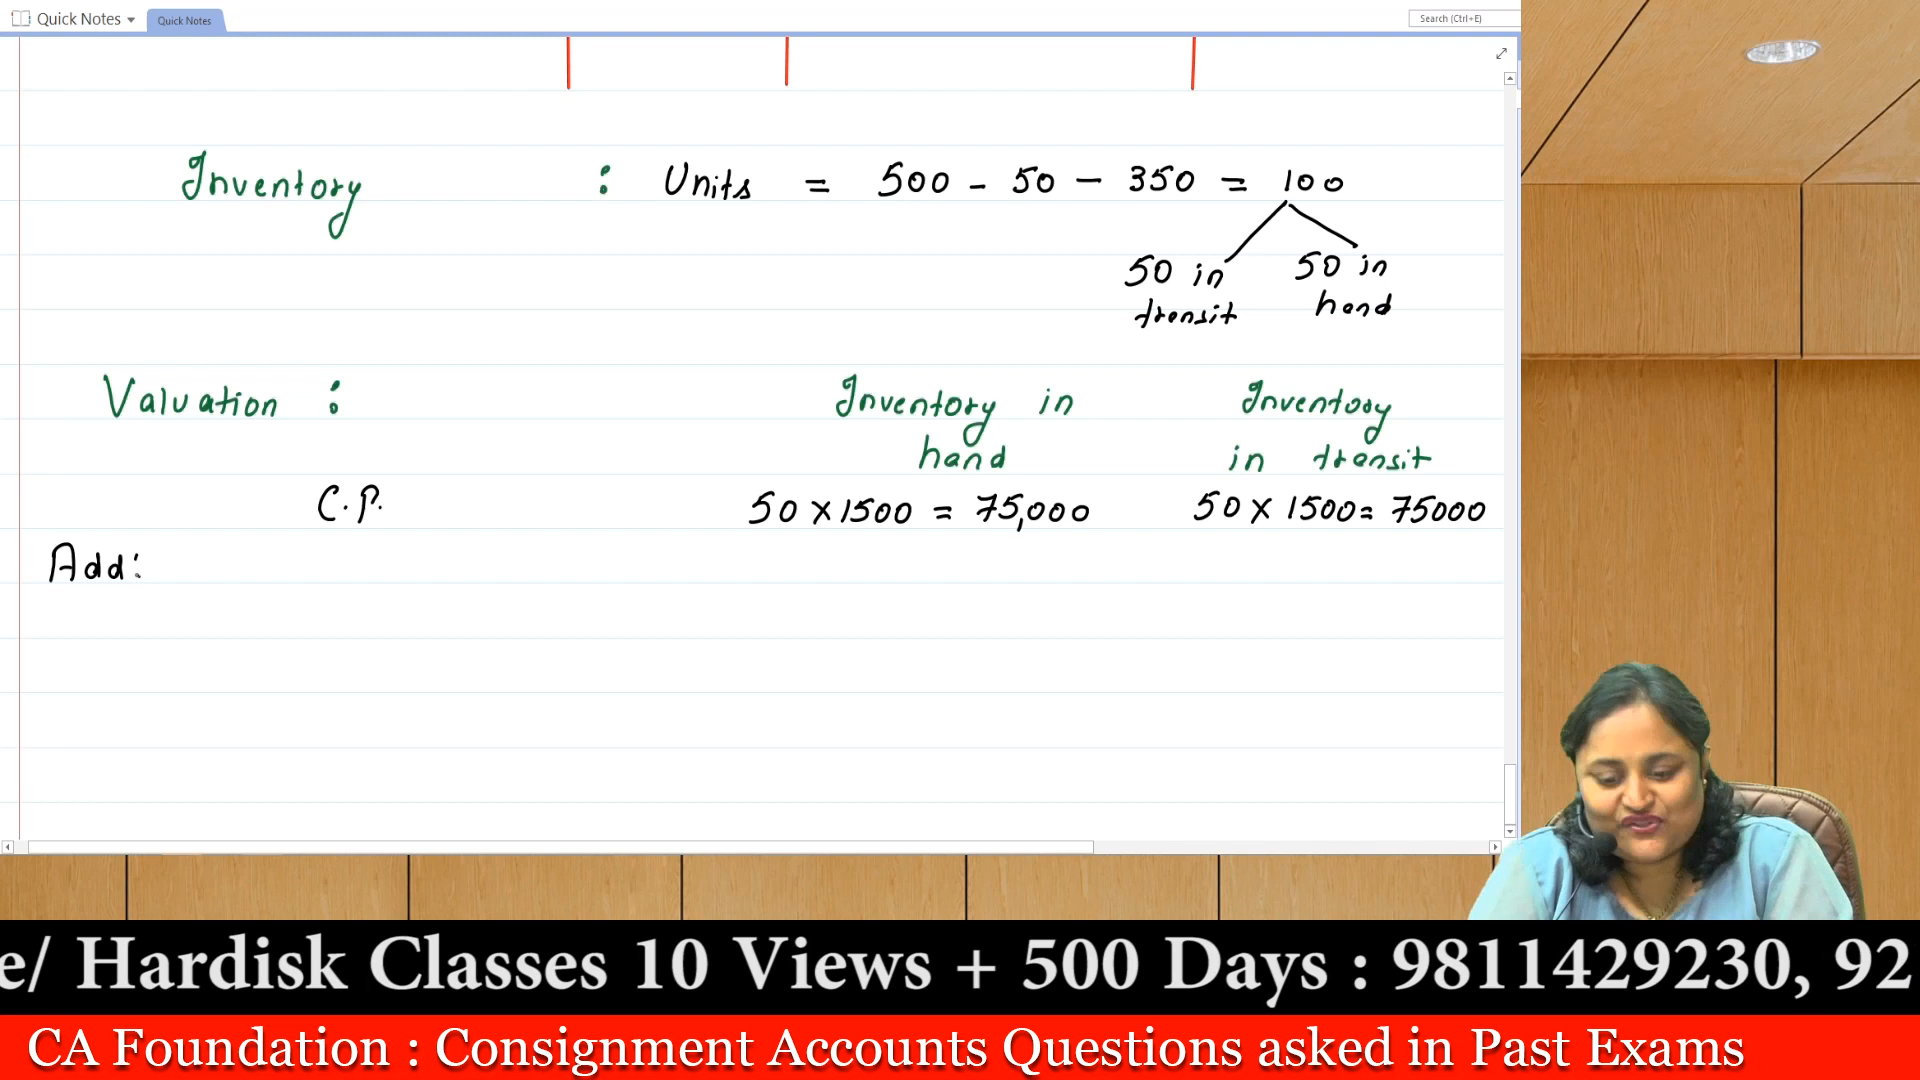 Quick Notes
Quick Notes
Search (Ctrl+E)
Inventory : Units = 500 - 50 - 350 = 100
50 in transit
50 in hand
Valuation :
Inventory in hand
Inventory in transit
C.P. 50 × 1500 = 75,000 50 × 1500 = 75000
Add:
e/ Hardisk Classes 10 Views + 500 Days : 9811429230, 92
CA Foundation : Consignment Accounts Questions asked in Past Exams